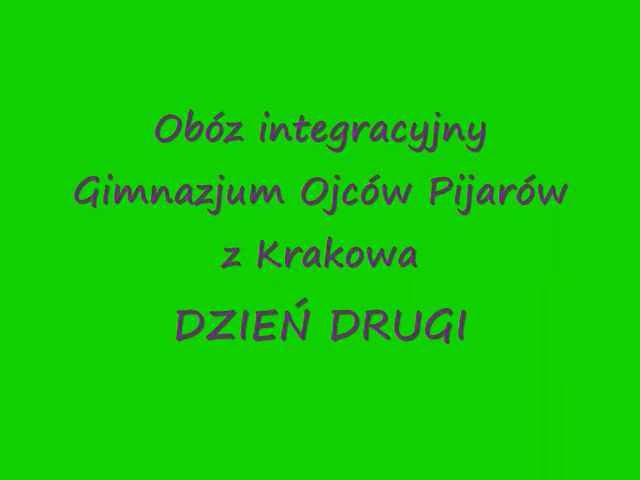 Obóz integracyjny
Gimnazjum Ojców Pijarów
z Krakowa
DZIEŃ DRUGI